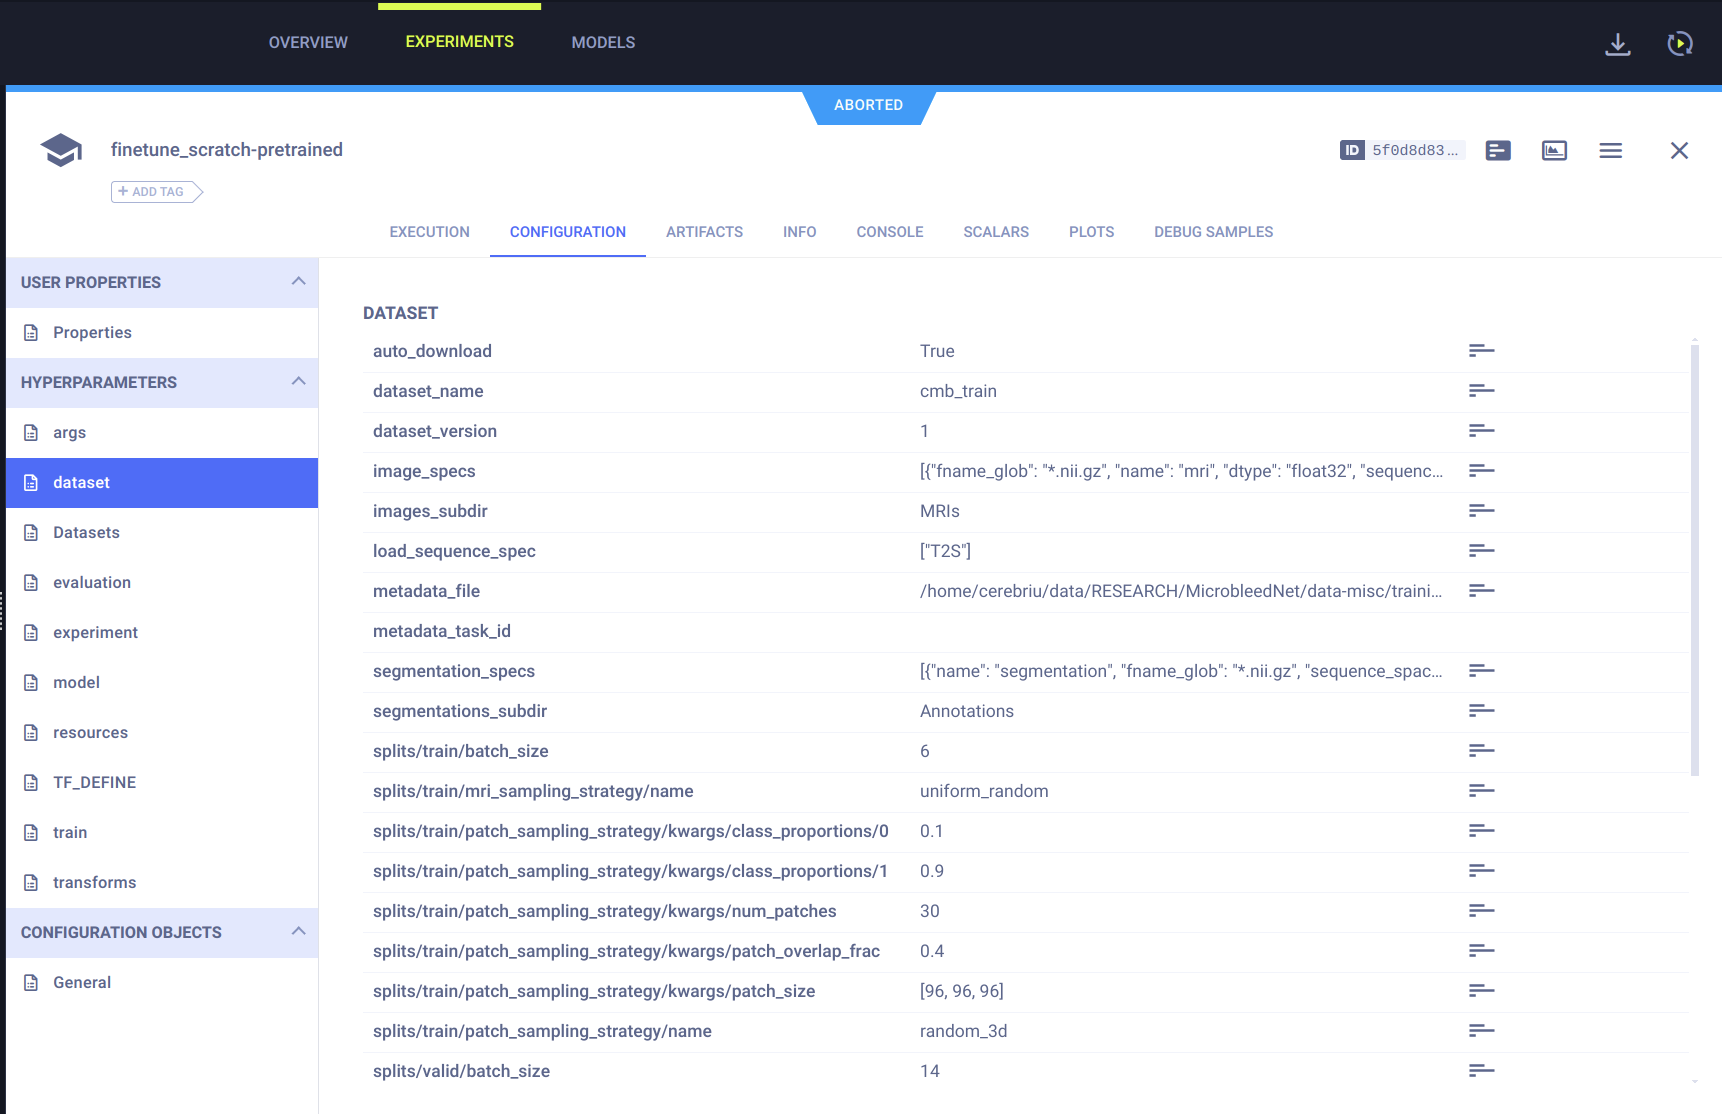 OVERVIEW EXPERIMENTS MODELS
ABORTED
finetune_scratch-pretrained
ID 5f0d8d83...
+ ADD TAG
EXECUTION CONFIGURATION ARTIFACTS INFO CONSOLE SCALARS PLOTS DEBUG SAMPLES
USER PROPERTIES
Properties
HYPERPARAMETERS
args
dataset
Datasets
evaluation
experiment
model
resources
TF_DEFINE
train
transforms
CONFIGURATION OBJECTS
General
DATASET
auto_download True
dataset_name cmb_train
dataset_version 1
image_specs [{"fname_glob": "*.nii.gz", "name": "mri", "dtype": "float32", "sequenc...
images_subdir MRIs
load_sequence_spec ["T2S"]
metadata_file /home/cerebriu/data/RESEARCH/MicrobleedNet/data-misc/traini...
metadata_task_id
segmentation_specs [{"name": "segmentation", "fname_glob": "*.nii.gz", "sequence_spac...
segmentations_subdir Annotations
splits/train/batch_size 6
splits/train/mri_sampling_strategy/name uniform_random
splits/train/patch_sampling_strategy/kwargs/class_proportions/0 0.1
splits/train/patch_sampling_strategy/kwargs/class_proportions/1 0.9
splits/train/patch_sampling_strategy/kwargs/num_patches 30
splits/train/patch_sampling_strategy/kwargs/patch_overlap_frac 0.4
splits/train/patch_sampling_strategy/kwargs/patch_size [96, 96, 96]
splits/train/patch_sampling_strategy/name random_3d
splits/valid/batch_size 14